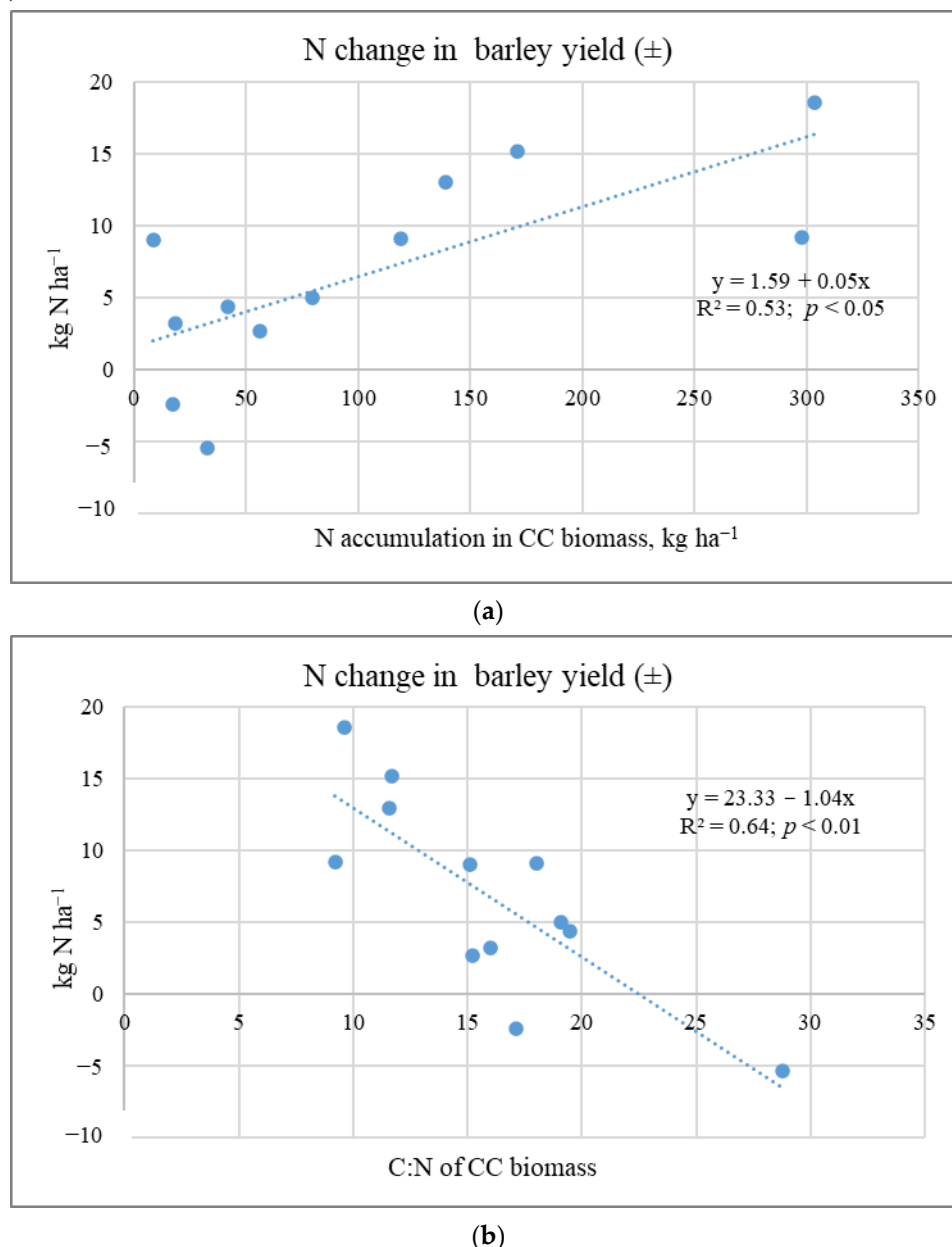 N change in barley yield (±)
20
15
10
5
0
−5
−10
kg N ha⁻¹
0 50 100 150 200 250 300 350
y = 1.59 + 0.05x
R² = 0.53; p < 0.05
N accumulation in CC biomass, kg ha⁻¹
(a)
N change in barley yield (±)
20
15
10
5
0
−5
−10
kg N ha⁻¹
0 5 10 15 20 25 30 35
y = 23.33 − 1.04x
R² = 0.64; p < 0.01
C:N of CC biomass
(b)